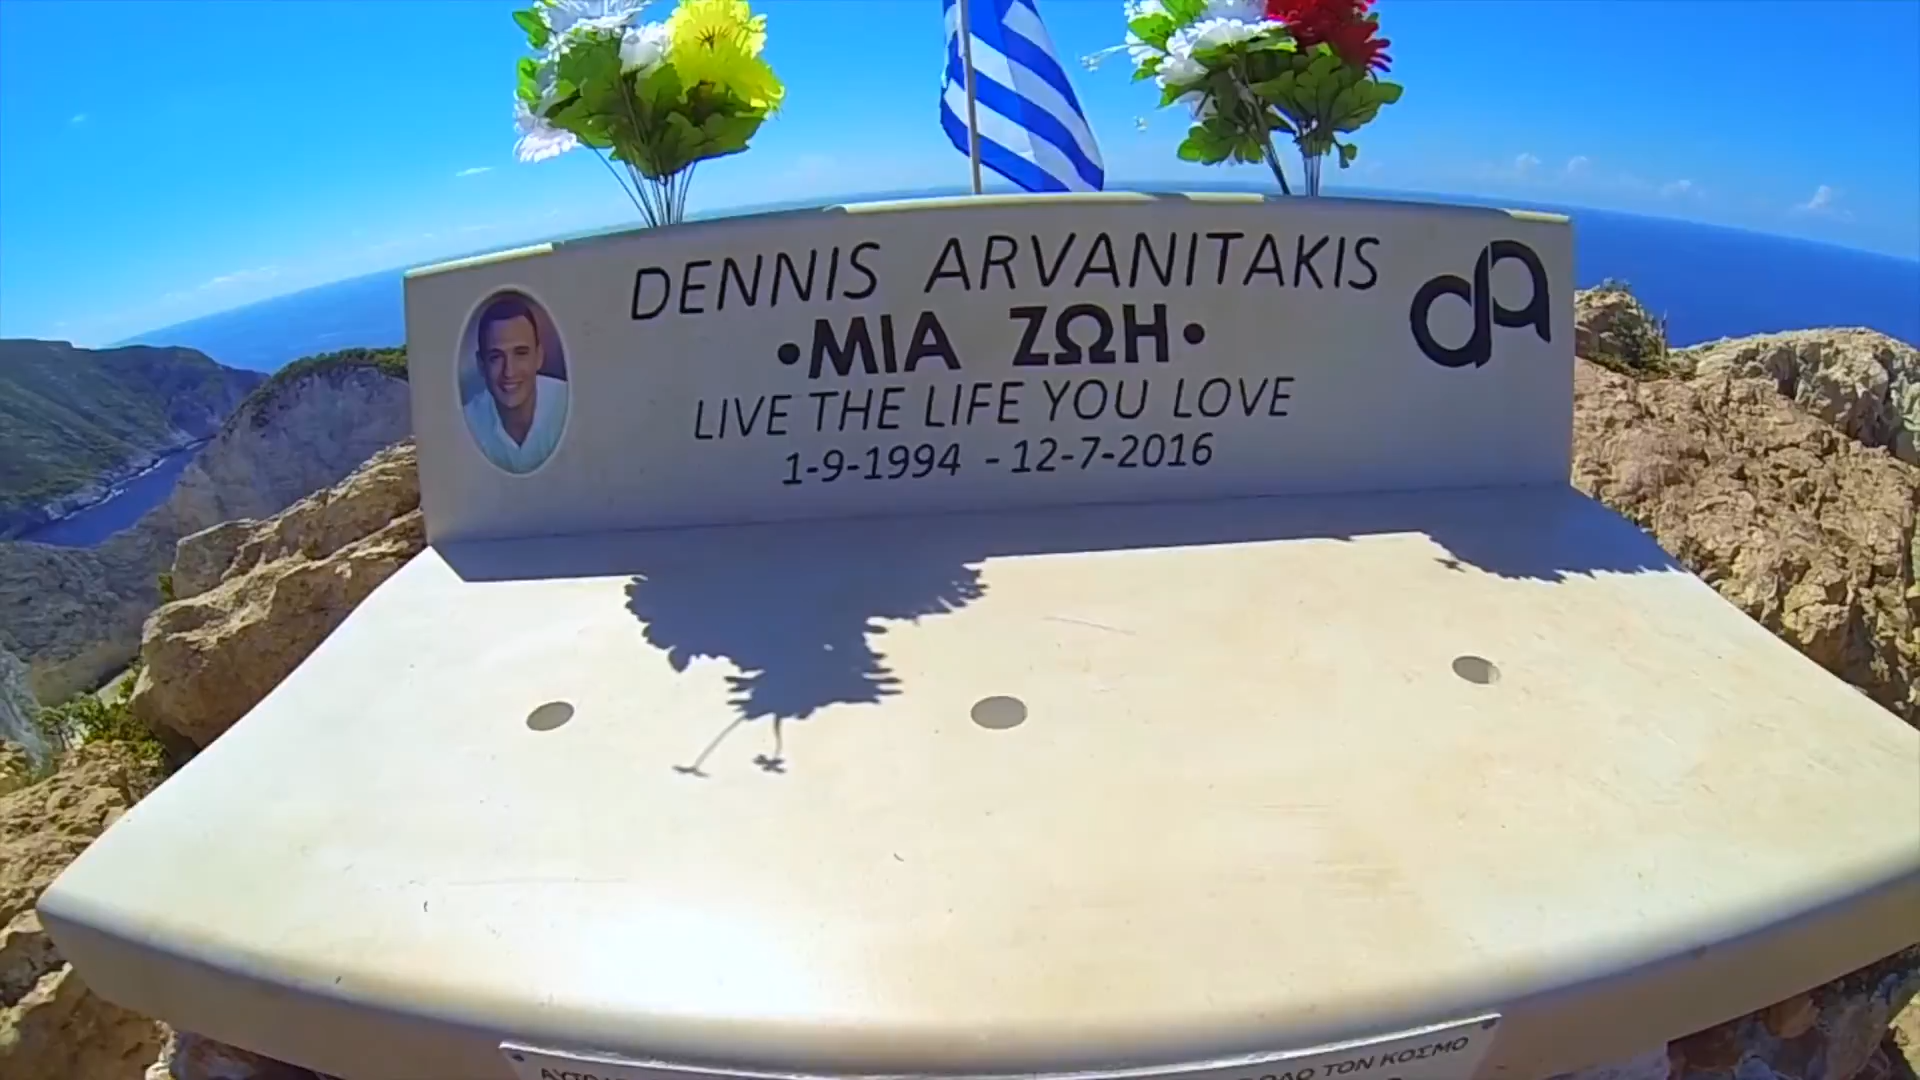 DENNIS ARVANITAKIS
•ΜΙΑ ΖΩΗ•
LIVE THE LIFE YOU LOVE
1-9-1994 - 12-7-2016
da
ΤΟΝ ΚΟΣΜΟ